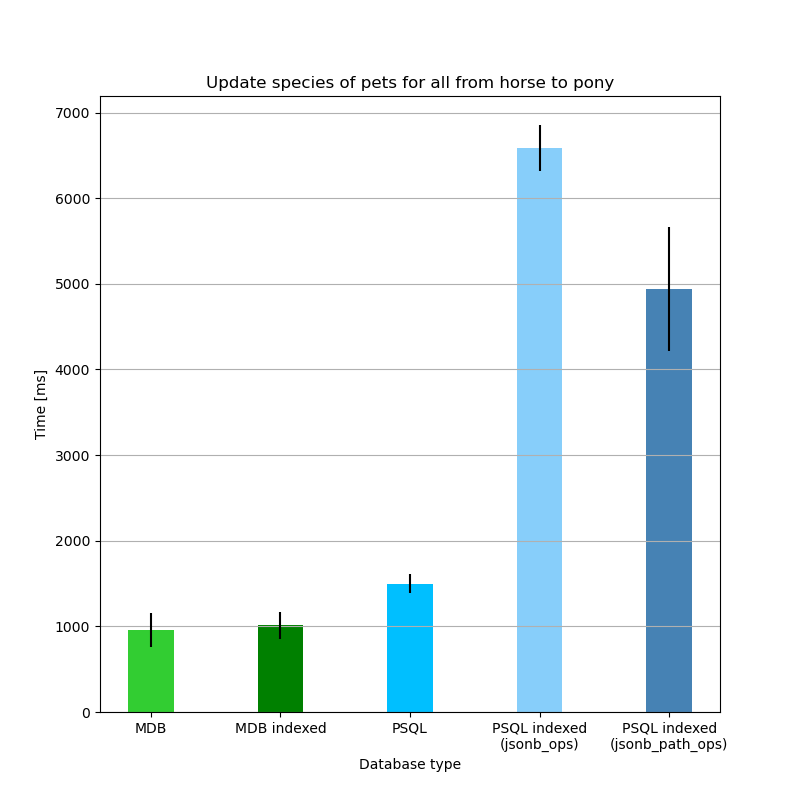 Update species of pets for all from horse to pony
Time [ms]
7000
6000
5000
4000
3000
2000
1000
0
MDB
MDB indexed
PSQL
PSQL indexed
(jsonb_ops)
PSQL indexed
(jsonb_path_ops)
Database type